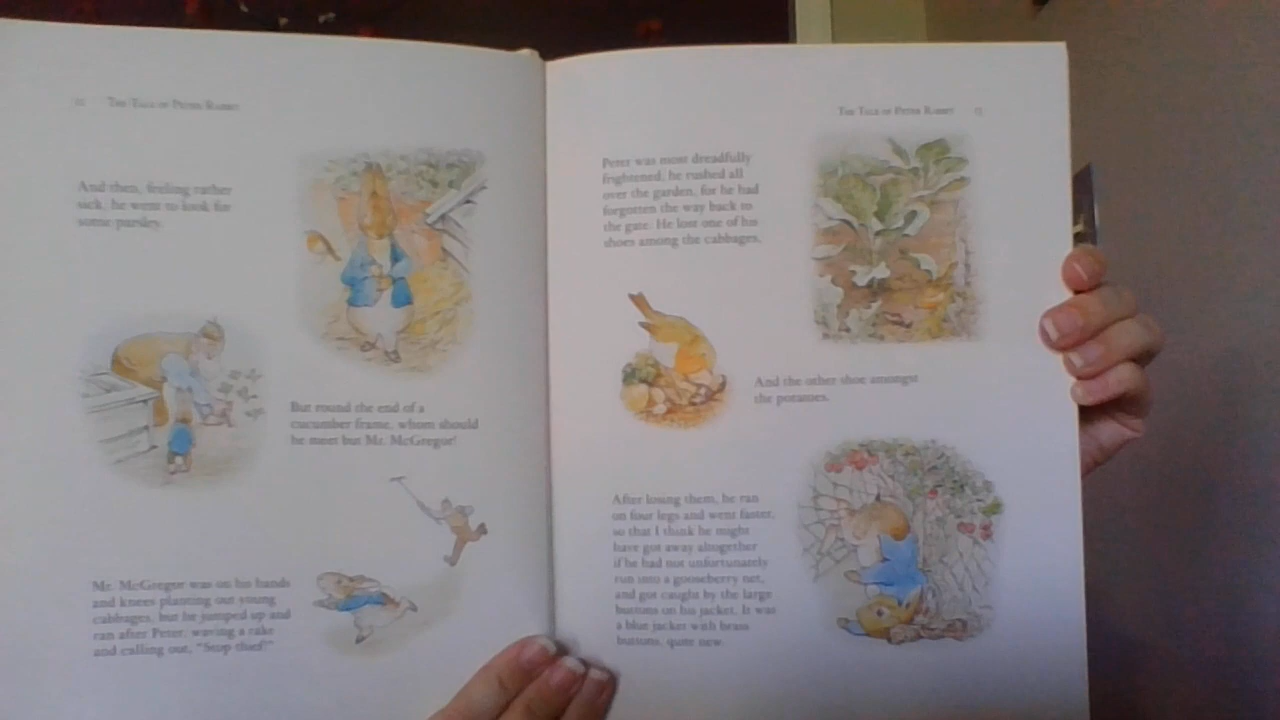 12 THE TALE OF PETER RABBIT
And then, feeling rather
sick, he went to look for
some parsley.
But round the end of a
cucumber frame, whom should
he meet but Mr. McGregor!
Mr. McGregor was on his hands
and knees planting out young
cabbages, but he jumped up and
ran after Peter, waving a rake
and calling out, "Stop thief!"
THE TALE OF PETER RABBIT 13
Peter was most dreadfully
frightened; he rushed all
over the garden, for he had
forgotten the way back to
the gate. He lost one of his
shoes among the cabbages,
And the other shoe amongst
the potatoes.
After losing them, he ran
on four legs and went faster,
so that I think he might
have got away altogether
if he had not unfortunately
run into a gooseberry net,
and got caught by the large
buttons on his jacket. It was
a blue jacket with brass
buttons, quite new.